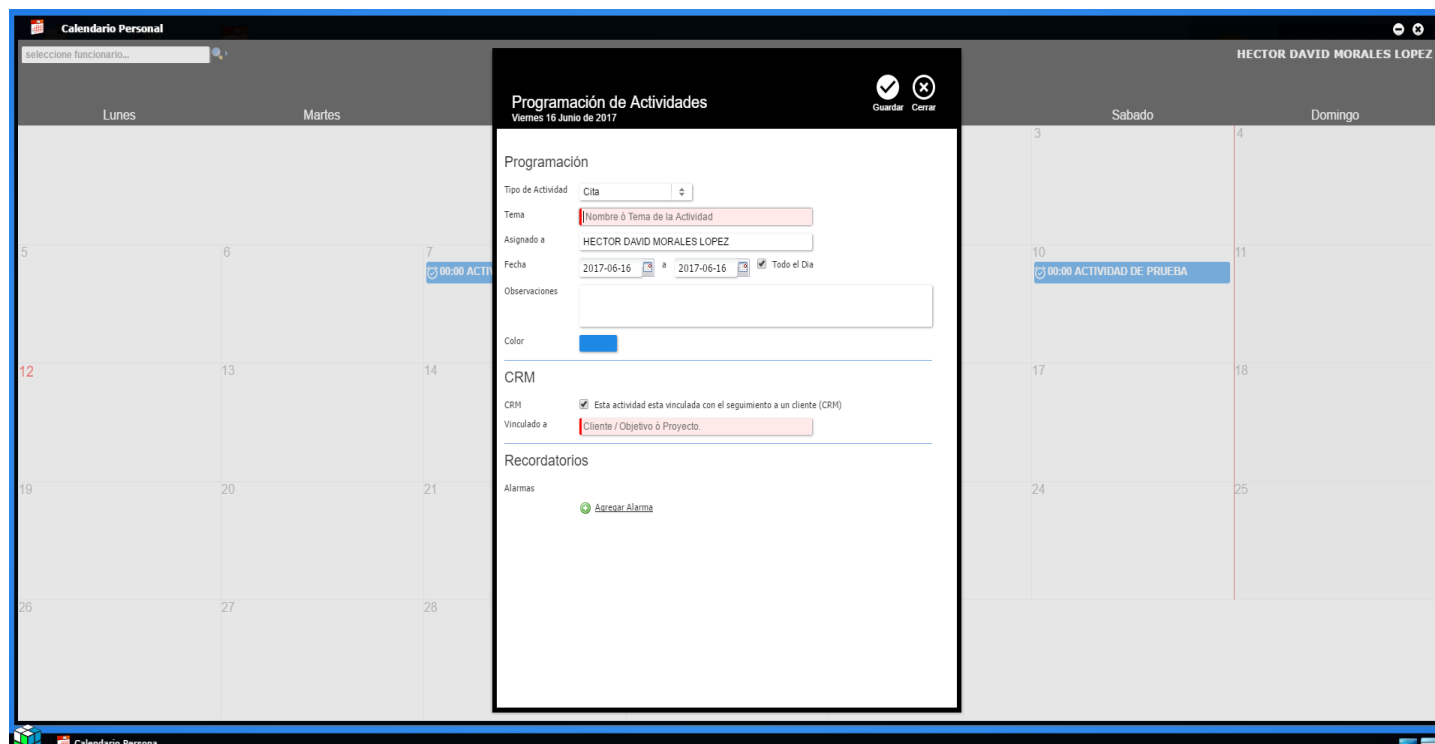 Calendario Personal
seleccione funcionario...
HECTOR DAVID MORALES LOPEZ
Lunes
Martes
Sabado
Domingo
Programación de Actividades
Viernes 16 Junio de 2017
Guardar
Cerrar
Programación
Tipo de Actividad
Cita
Tema
Nombre ó Tema de la Actividad
Asignado a
HECTOR DAVID MORALES LOPEZ
Fecha
2017-06-16
a
2017-06-16
Todo el Dia
Observaciones
Color
CRM
CRM
Esta actividad esta vinculada con el seguimiento a un cliente (CRM)
Vinculado a
Cliente / Objetivo ó Proyecto.
Recordatorios
Alarmas
Agregar Alarma
3
4
5
6
7
00:00 ACTIV
10
00:00 ACTIVIDAD DE PRUEBA
11
12
13
14
17
18
19
20
21
24
25
26
27
28
Calendario Persona